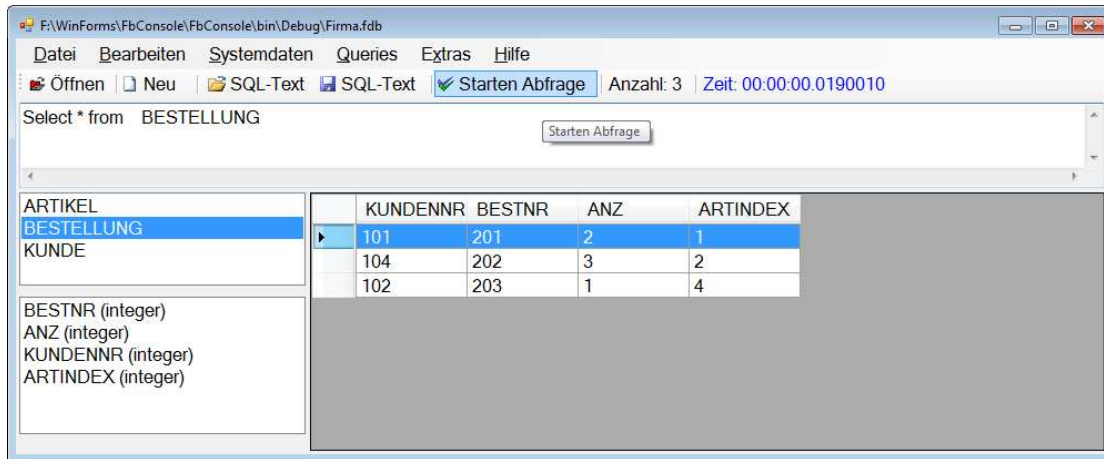 F:\WinForms\FbConsole\FbConsole\bin\Debug\Firma.fdb
Datei Bearbeiten Systemdaten Queries Extras Hilfe
Öffnen Neu SQL-Text SQL-Text Starten Abfrage Anzahl: 3 Zeit: 00:00:00.0190010
Select * from BESTELLUNG
Starten Abfrage
ARTIKEL
BESTELLUNG
KUNDE
BESTNR (integer)
ANZ (integer)
KUNDENNR (integer)
ARTINDEX (integer)
KUNDENNR BESTNR ANZ ARTINDEX
101 201 2 1
104 202 3 2
102 203 1 4